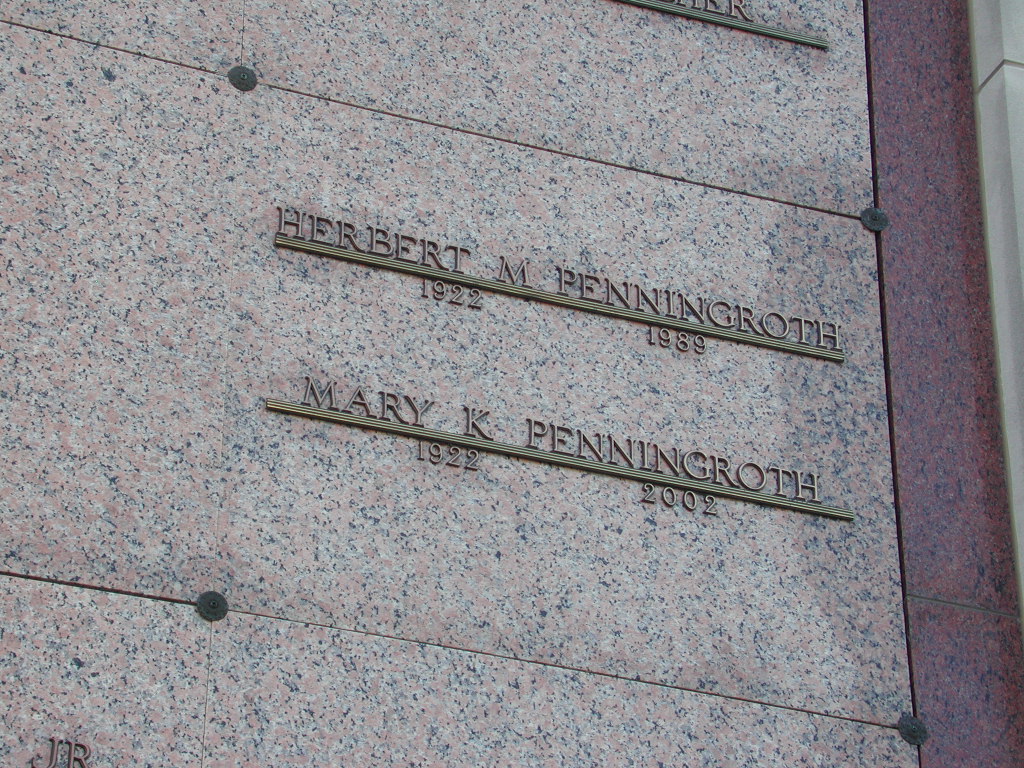 HERBERT M PENNINGROTH
1922 1989
MARY K PENNINGROTH
1922 2002
JR